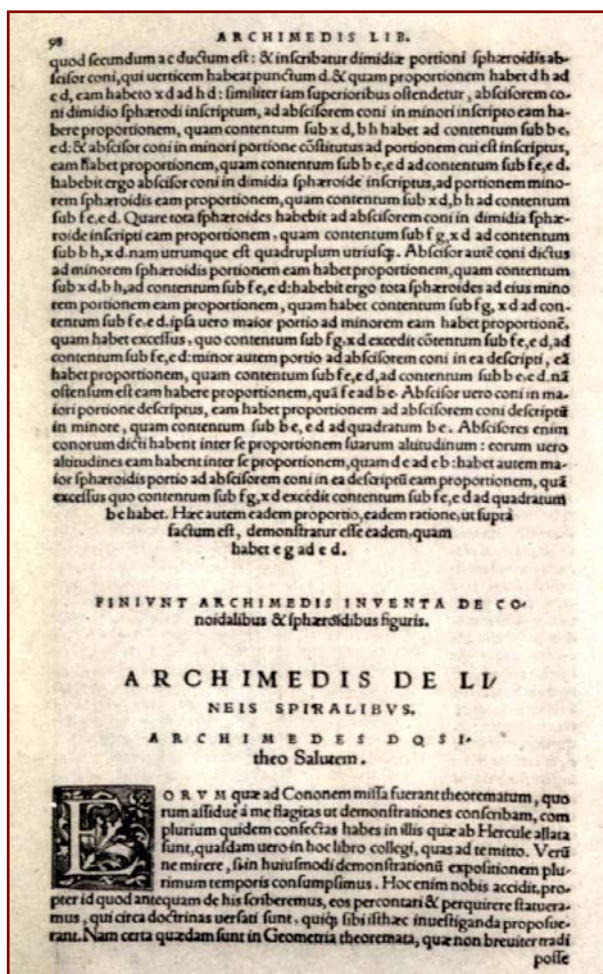 98 ARCHIMEDIS LIB.
quod secundum a c ductum est: & inscribatur dimidiæ portioni sphæroidis ab-
scisor coni, qui uerticem habeat punctum d. & quam proportionem habet d h ad
e d, eam habeto x d ad h d: similiter iam superioribus ostendetur, abscisorem co-
ni dimidio sphærodi inscriptum, ad abscisorem coni in minori inscripto eam ha-
bere proportionem, quam contentum sub x d, b h habet ad contentum sub b e,
e d: & abscisor coni in minori portione cõstitutus ad portionem cui est inscriptus,
eam habet proportionem, quam contentum sub b e, e d ad contentum sub f e, e d.
habebit ergo abscisor coni in dimidia sphæroide inscriptus, ad portionem mino-
rem sphæroidis eam proportionem, quam contentum sub x d, b h ad contentum
sub f e, e d. Quare tota sphæroides habebit ad abscisorem coni in dimidia sphæ-
roide inscripti eam proportionem, quam contentum sub f g, x d ad contentum
sub b h, x d. nam utrumque est quadruplum utriusq;. Abscisor autẽ coni dictus
ad minorem sphæroidis portionem eam habet proportionem, quam contentum
sub x d, b h, ad contentum sub f e, e d: habebit ergo tota sphæroides ad eius mino
rem portionem eam proportionem, quam habet contentum sub f g, x d ad con-
tentum sub f e, e d. ipsa uero maior portio ad minorem eam habet proportionẽ,
quam habet excessus, quo contentum sub f g, x d excedit cõtentum sub f e, e d, ad
contentum sub f e, e d: minor autem portio ad abscisorem coni in ea descripti, eã
habet proportionem, quam contentum sub f e, e d, ad contentum sub b e, e d. nã
ostensum est eam habere proportionem, quã f e ad b e. Abscisor uero coni in ma-
iori portione descriptus, eam habet proportionem ad abscisorem coni descriptũ
in minore, quam contentum sub b e, e d ad quadratum b e. Abscisores enim
conorum dicti habent inter se proportionem suarum altitudinum: eorum uero
altitudines eam habent inter se proportionem, quam d e ad e b: habet autem ma-
ior sphæroidis portio ad abscisorem coni in ea descriptũ eam proportionem, quã
excessus quo contentum sub f g, x d excedit contentum sub f e, e d ad quadratum
b e habet. Hæc autem eadem proportio, eadem ratione, ut suprà
factum est, demonstratur esse eadem, quam
habet e g ad e d.
FINIVNT ARCHIMEDIS INVENTA DE CO-
noidalibus & sphæroidibus figuris.
ARCHIMEDIS DE LI-
NEIS SPIRALIBVS.
ARCHIMEDES DOSI-
theo Salutem.
EORVM quæ ad Cononem missa fuerant theorematum, quo
rum assiduè à me flagitas ut demonstrationes conscribam, com
plurium quidem confectas habes in illis quæ ab Hercule allata
sunt, quasdam uero in hoc libro collegi, quas ad te mitto. Verũ
ne mirere, si in huiusmodi demonstrationũ expositionem plu-
rimum temporis consumpsimus. Hoc enim nobis accidit, pro-
pter id quod antequam de his scriberemus, eos percontari & perquirere statuera-
mus, qui circa doctrinas uersati sunt, quiq; sibi isthæc inuestiganda proposue-
rant. Nam certa quædam sunt in Geometria theoremata, quæ non breuiter tradi
posse